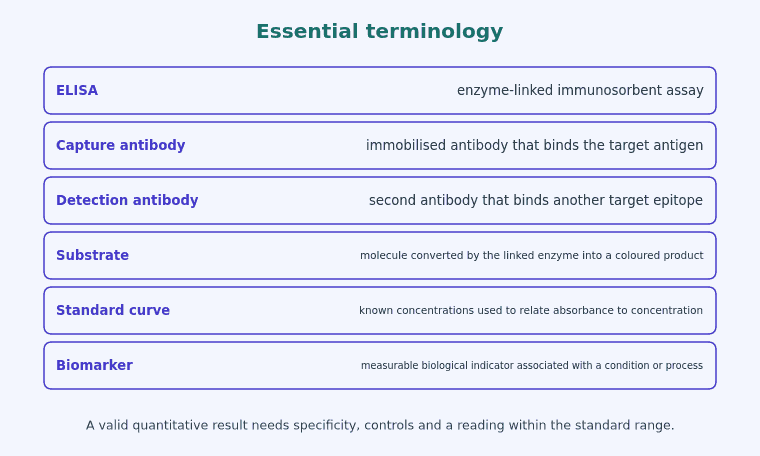 Essential terminology
ELISA enzyme-linked immunosorbent assay
Capture antibody immobilised antibody that binds the target antigen
Detection antibody second antibody that binds another target epitope
Substrate molecule converted by the linked enzyme into a coloured product
Standard curve known concentrations used to relate absorbance to concentration
Biomarker measurable biological indicator associated with a condition or process
A valid quantitative result needs specificity, controls and a reading within the standard range.